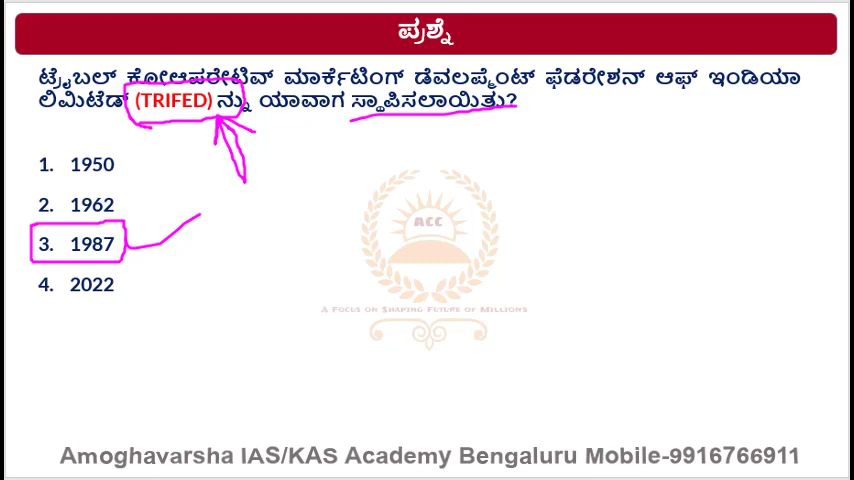 ಪ್ರಶ್ನೆ
ಟ್ರೈಬಲ್ ಕೋಆಪರೇಟಿವ್ ಮಾರ್ಕೆಟಿಂಗ್ ಡೆವಲಪ್ಮೆಂಟ್ ಫೆಡರೇಶನ್ ಆಫ್ ಇಂಡಿಯಾ
ಲಿಮಿಟೆಡ್ (TRIFED) ನ್ನು ಯಾವಾಗ ಸ್ಥಾಪಿಸಲಾಯಿತು?
1. 1950
2. 1962
3. 1987
4. 2022
ACC
A Focus on Shaping Future of Millions
Amoghavarsha IAS/KAS Academy Bengaluru Mobile-9916766911